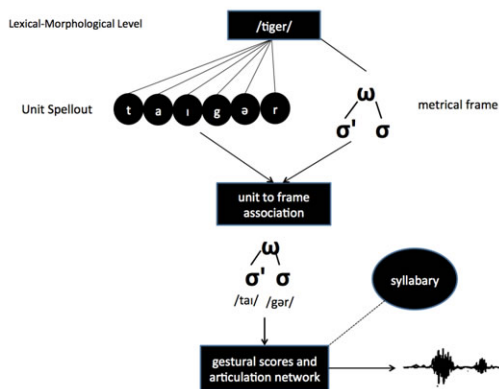 Lexical-Morphological Level
/tiger/
Unit Spellout
t a ɪ g ə r
ω
σ' σ
metrical frame
unit to frame
association
ω
σ' σ
/taɪ/ /gər/
syllabary
gestural scores and
articulation network